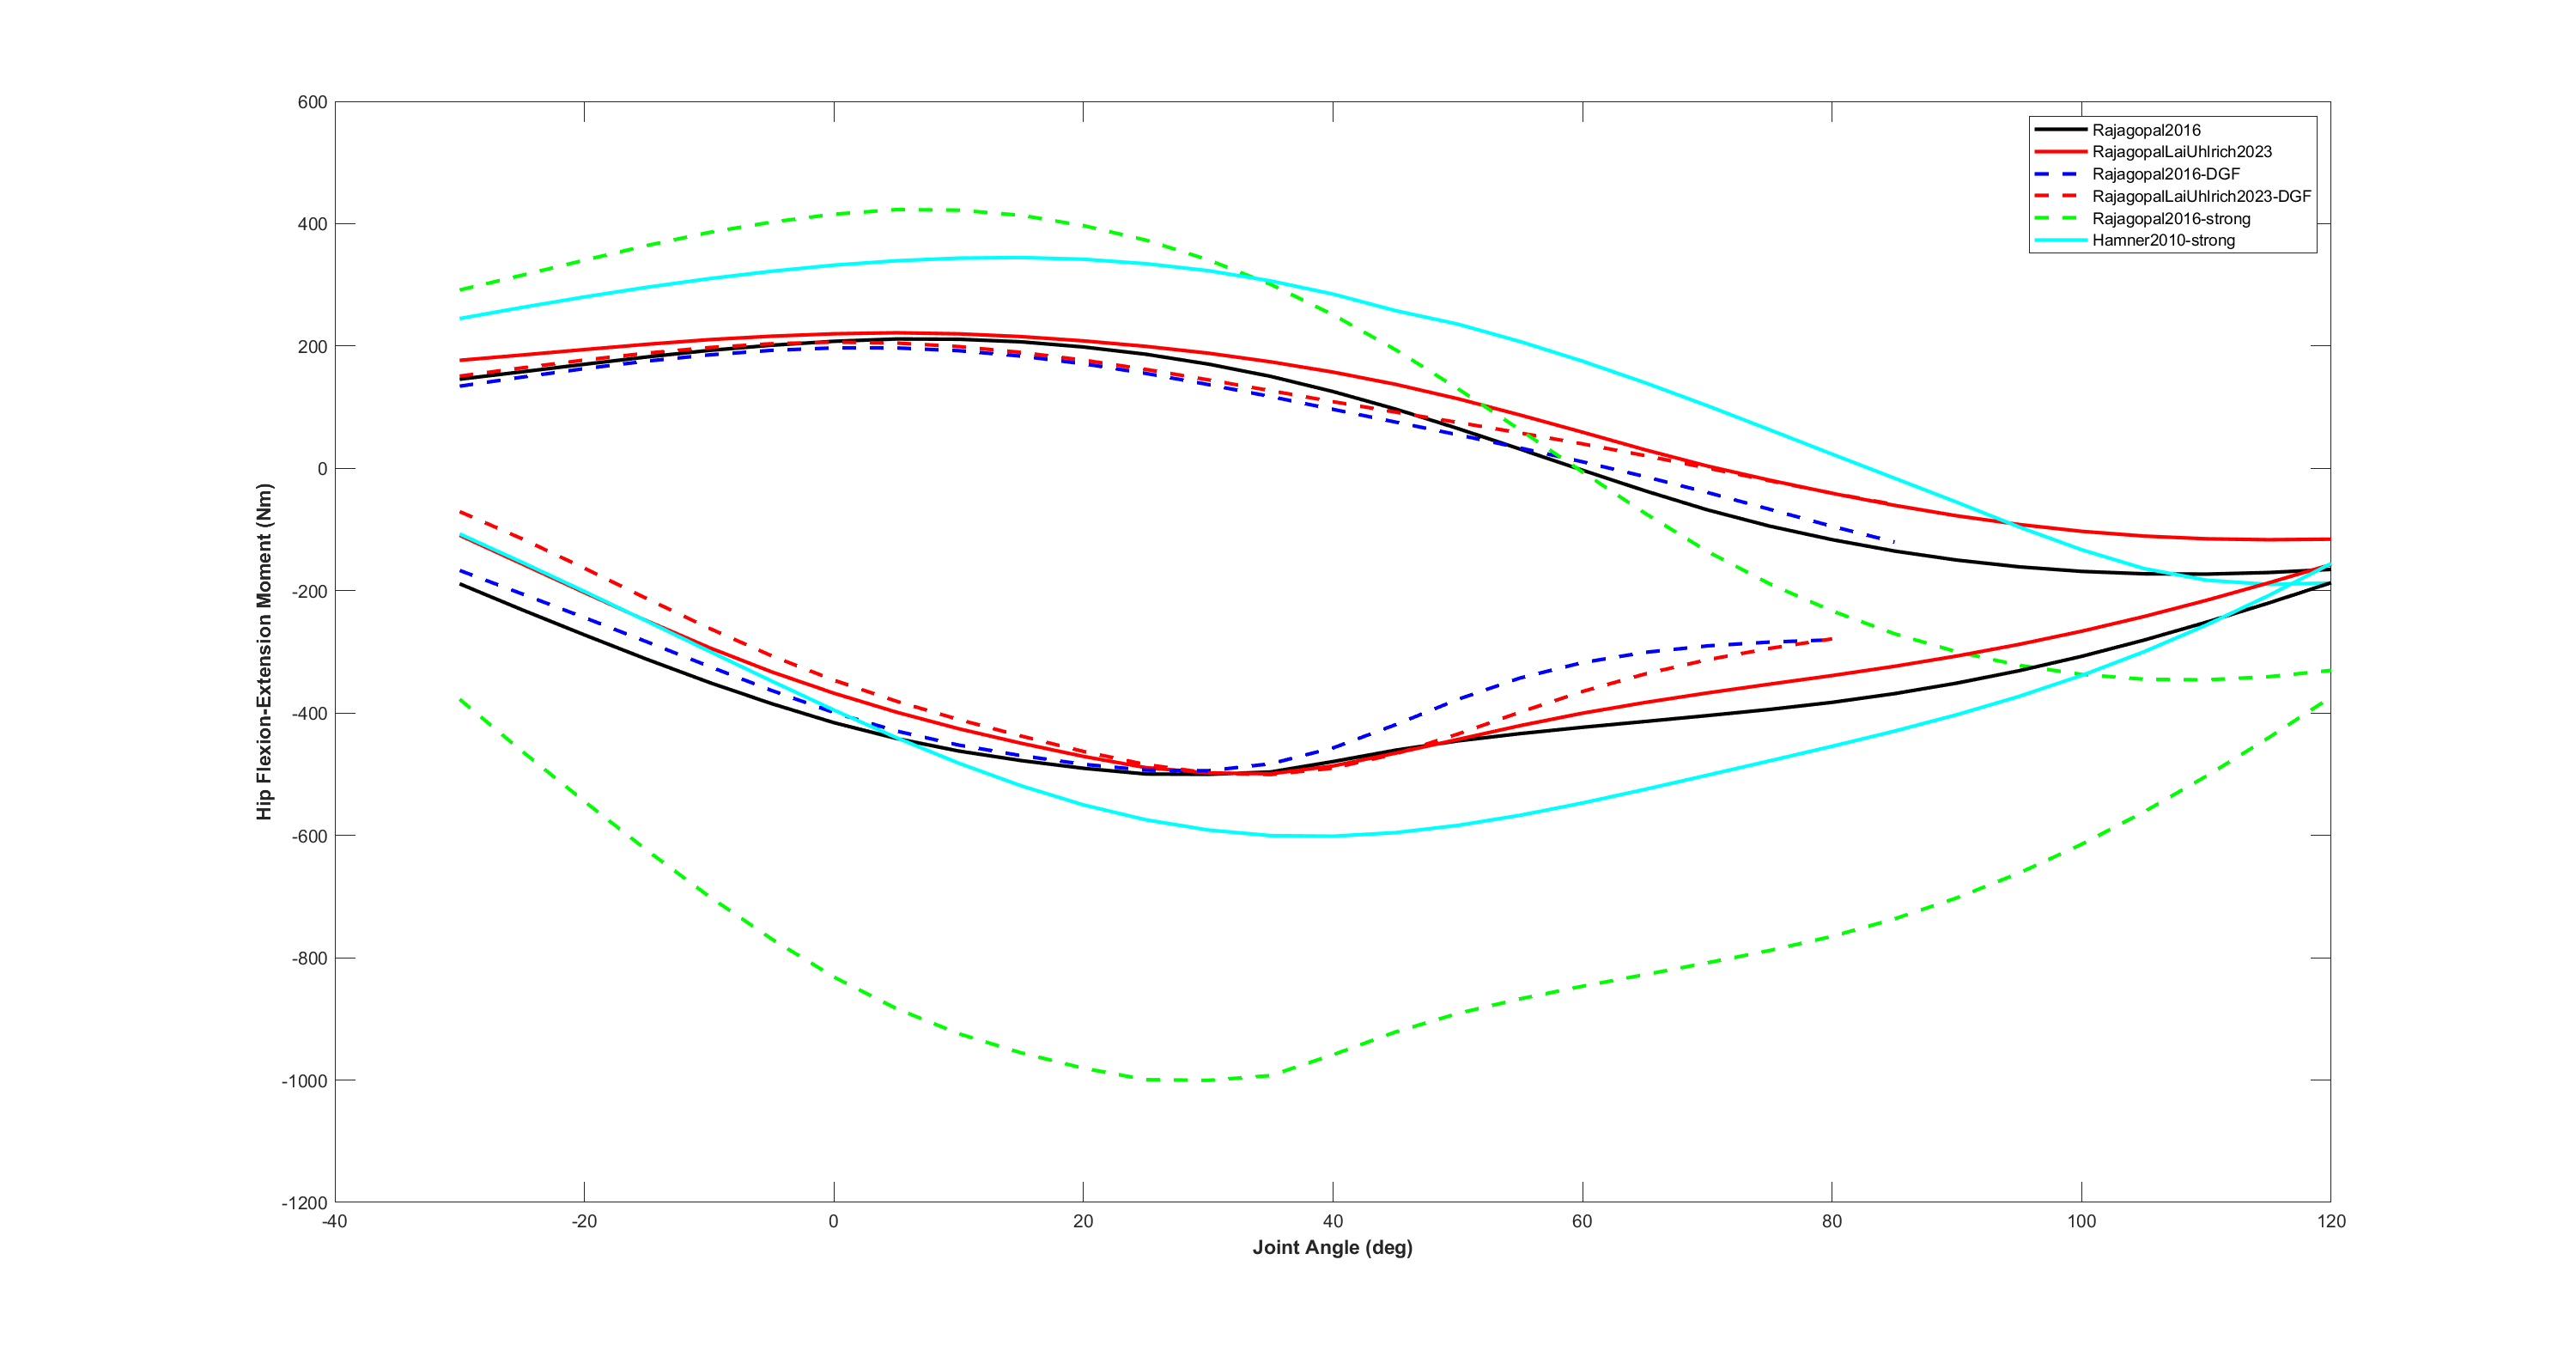 600
400
200
0
-200
-400
-600
-800
-1000
-1200
Hip Flexion-Extension Moment (Nm)
Rajagopal2016
RajagopalLaiUhlrich2023
Rajagopal2016-DGF
RajagopalLaiUhlrich2023-DGF
Rajagopal2016-strong
Hamner2010-strong
-40 -20 0 20 40 60 80 100 120
Joint Angle (deg)